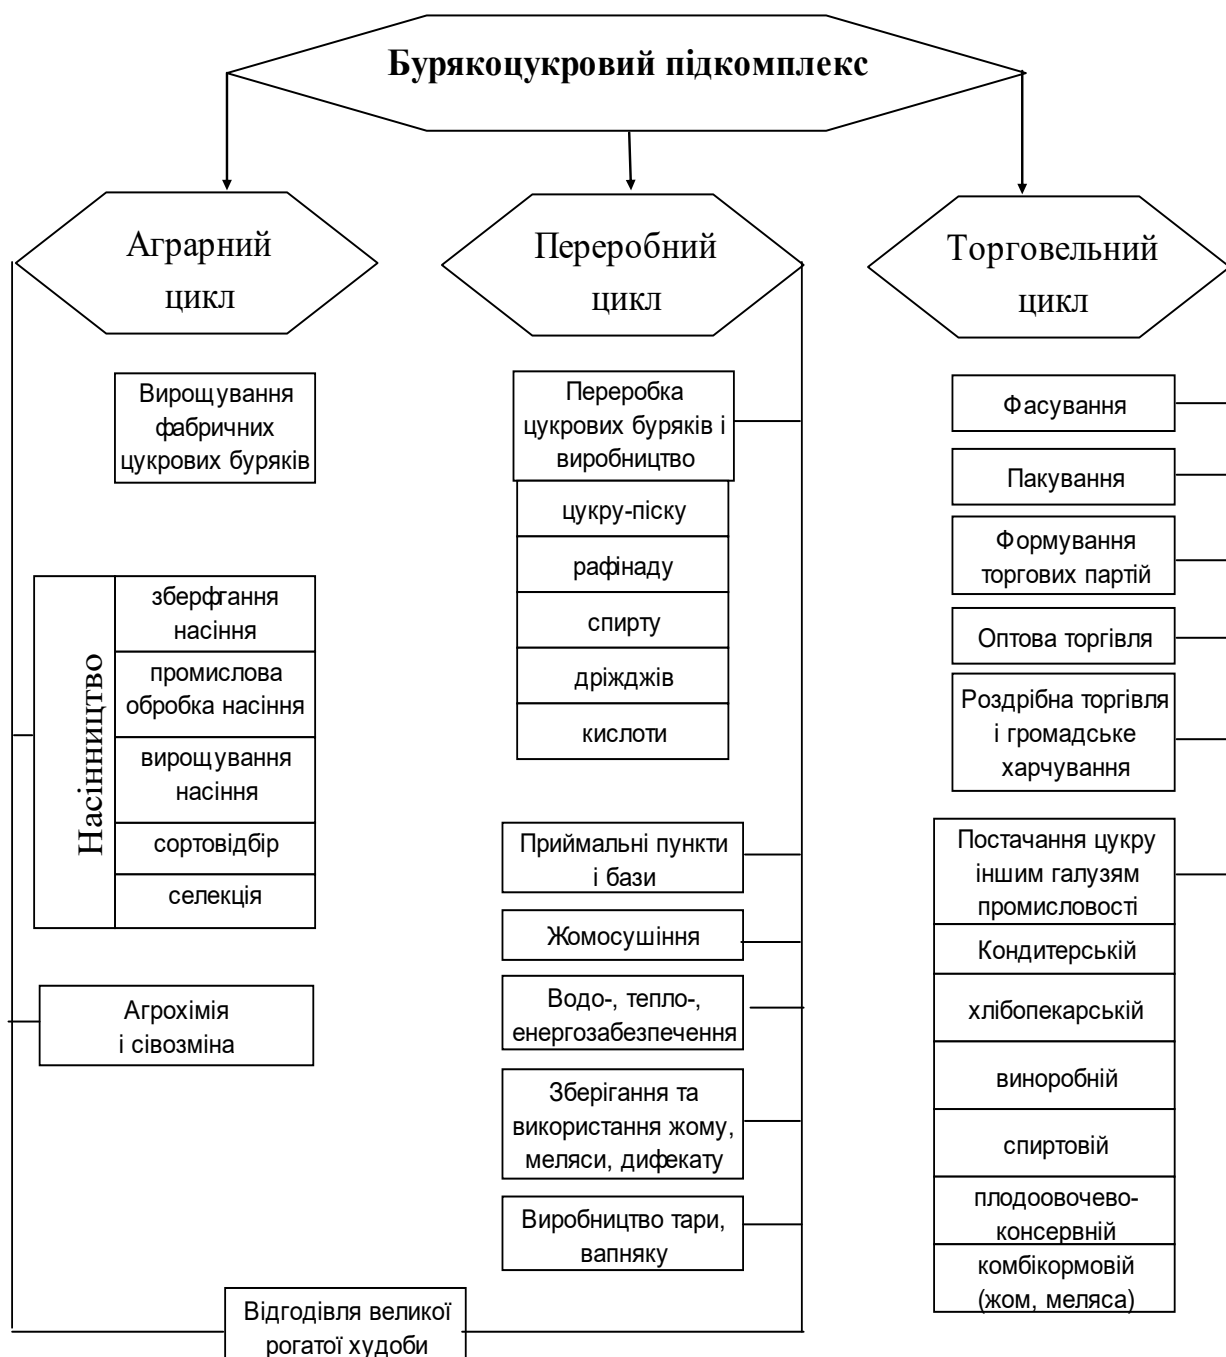 Бурякоцукровий підкомплекс
Аграрний
цикл
Переробний
цикл
Торговельний
цикл
Вирощування
фабричних
цукрових буряків
Насінництво
зберфгання
насіння
промислова
обробка насіння
вирощування
насіння
сортовідбір
селекція
Агрохімія
і сівозміна
Переробка
цукрових буряків і
виробництво
цукру-піску
рафінаду
спирту
дріжджів
кислоти
Приймальні пункти
і бази
Жомосушіння
Водо-, тепло-,
енергозабезпечення
Зберігання та
використання жому,
меляси, дифекату
Виробництво тари,
вапняку
Відгодівля великої
рогатої худоби
Фасування
Пакування
Формування
торгових партій
Оптова торгівля
Роздрібна торгівля
і громадське
харчування
Постачання цукру
іншим галузям
промисловості
Кондитерській
хлібопекарській
виноробній
спиртовій
плодоовочево-
консервній
комбікормовій
(жом, меляса)